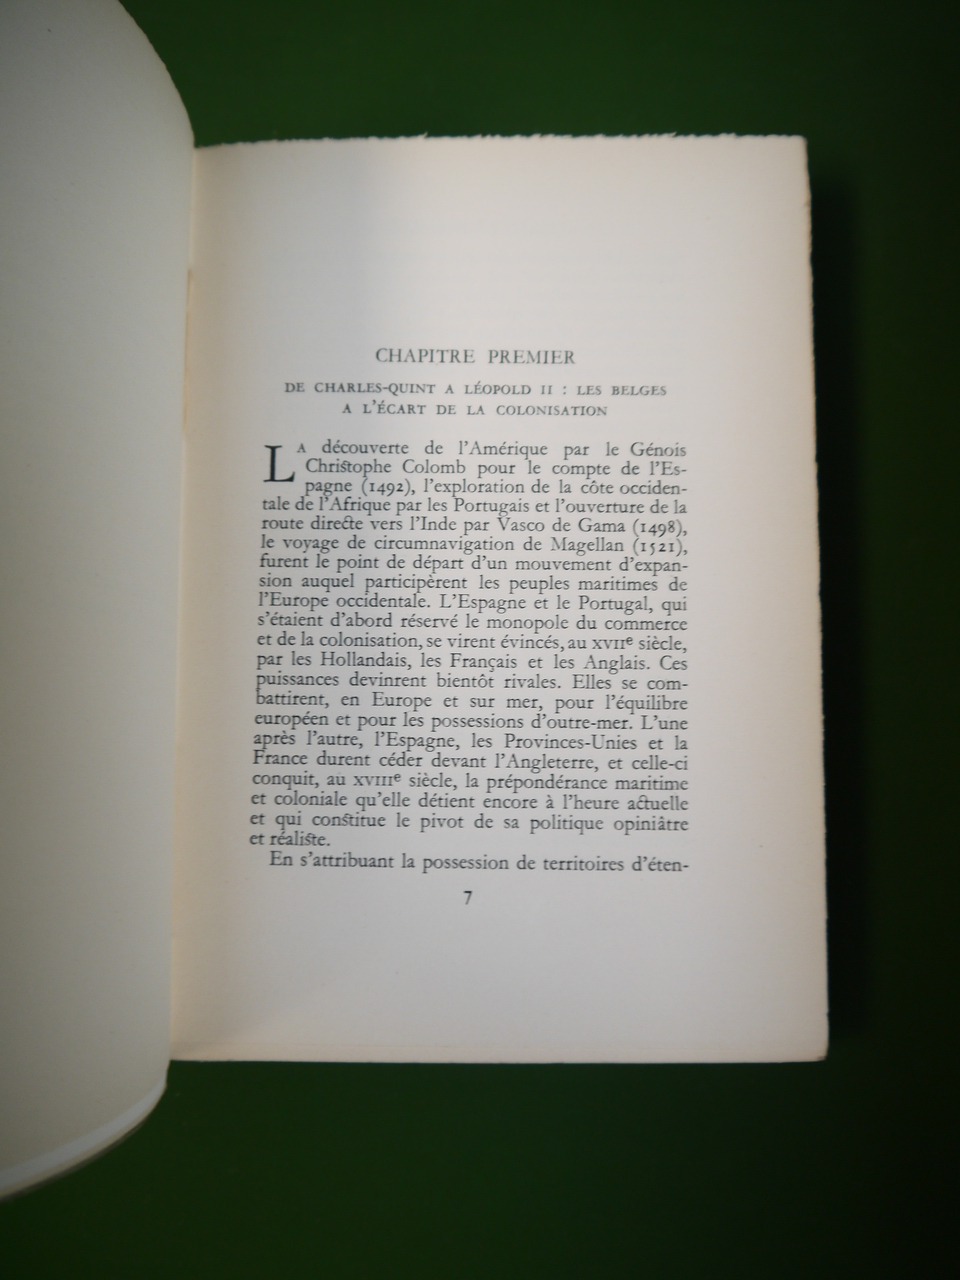 CHAPITRE PREMIER
DE CHARLES-QUINT A LÉOPOLD II : LES BELGES
A L'ÉCART DE LA COLONISATION
LA découverte de l'Amérique par le Génois
Christophe Colomb pour le compte de l'Es-
pagne (1492), l'exploration de la côte occiden-
tale de l'Afrique par les Portugais et l'ouverture de la
route directe vers l'Inde par Vasco de Gama (1498),
le voyage de circumnavigation de Magellan (1521),
furent le point de départ d'un mouvement d'expan-
sion auquel participèrent les peuples maritimes de
l'Europe occidentale. L'Espagne et le Portugal, qui
s'étaient d'abord réservé le monopole du commerce
et de la colonisation, se virent évincés, au XVIIe siècle,
par les Hollandais, les Français et les Anglais. Ces
puissances devinrent bientôt rivales. Elles se com-
battirent, en Europe et sur mer, pour l'équilibre
européen et pour les possessions d'outre-mer. L'une
après l'autre, l'Espagne, les Provinces-Unies et la
France durent céder devant l'Angleterre, et celle-ci
conquit, au XVIIIe siècle, la prépondérance maritime
et coloniale qu'elle détient encore à l'heure actuelle
et qui constitue le pivot de sa politique opiniâtre
et réaliste.
En s'attribuant la possession de territoires d'éten-
7